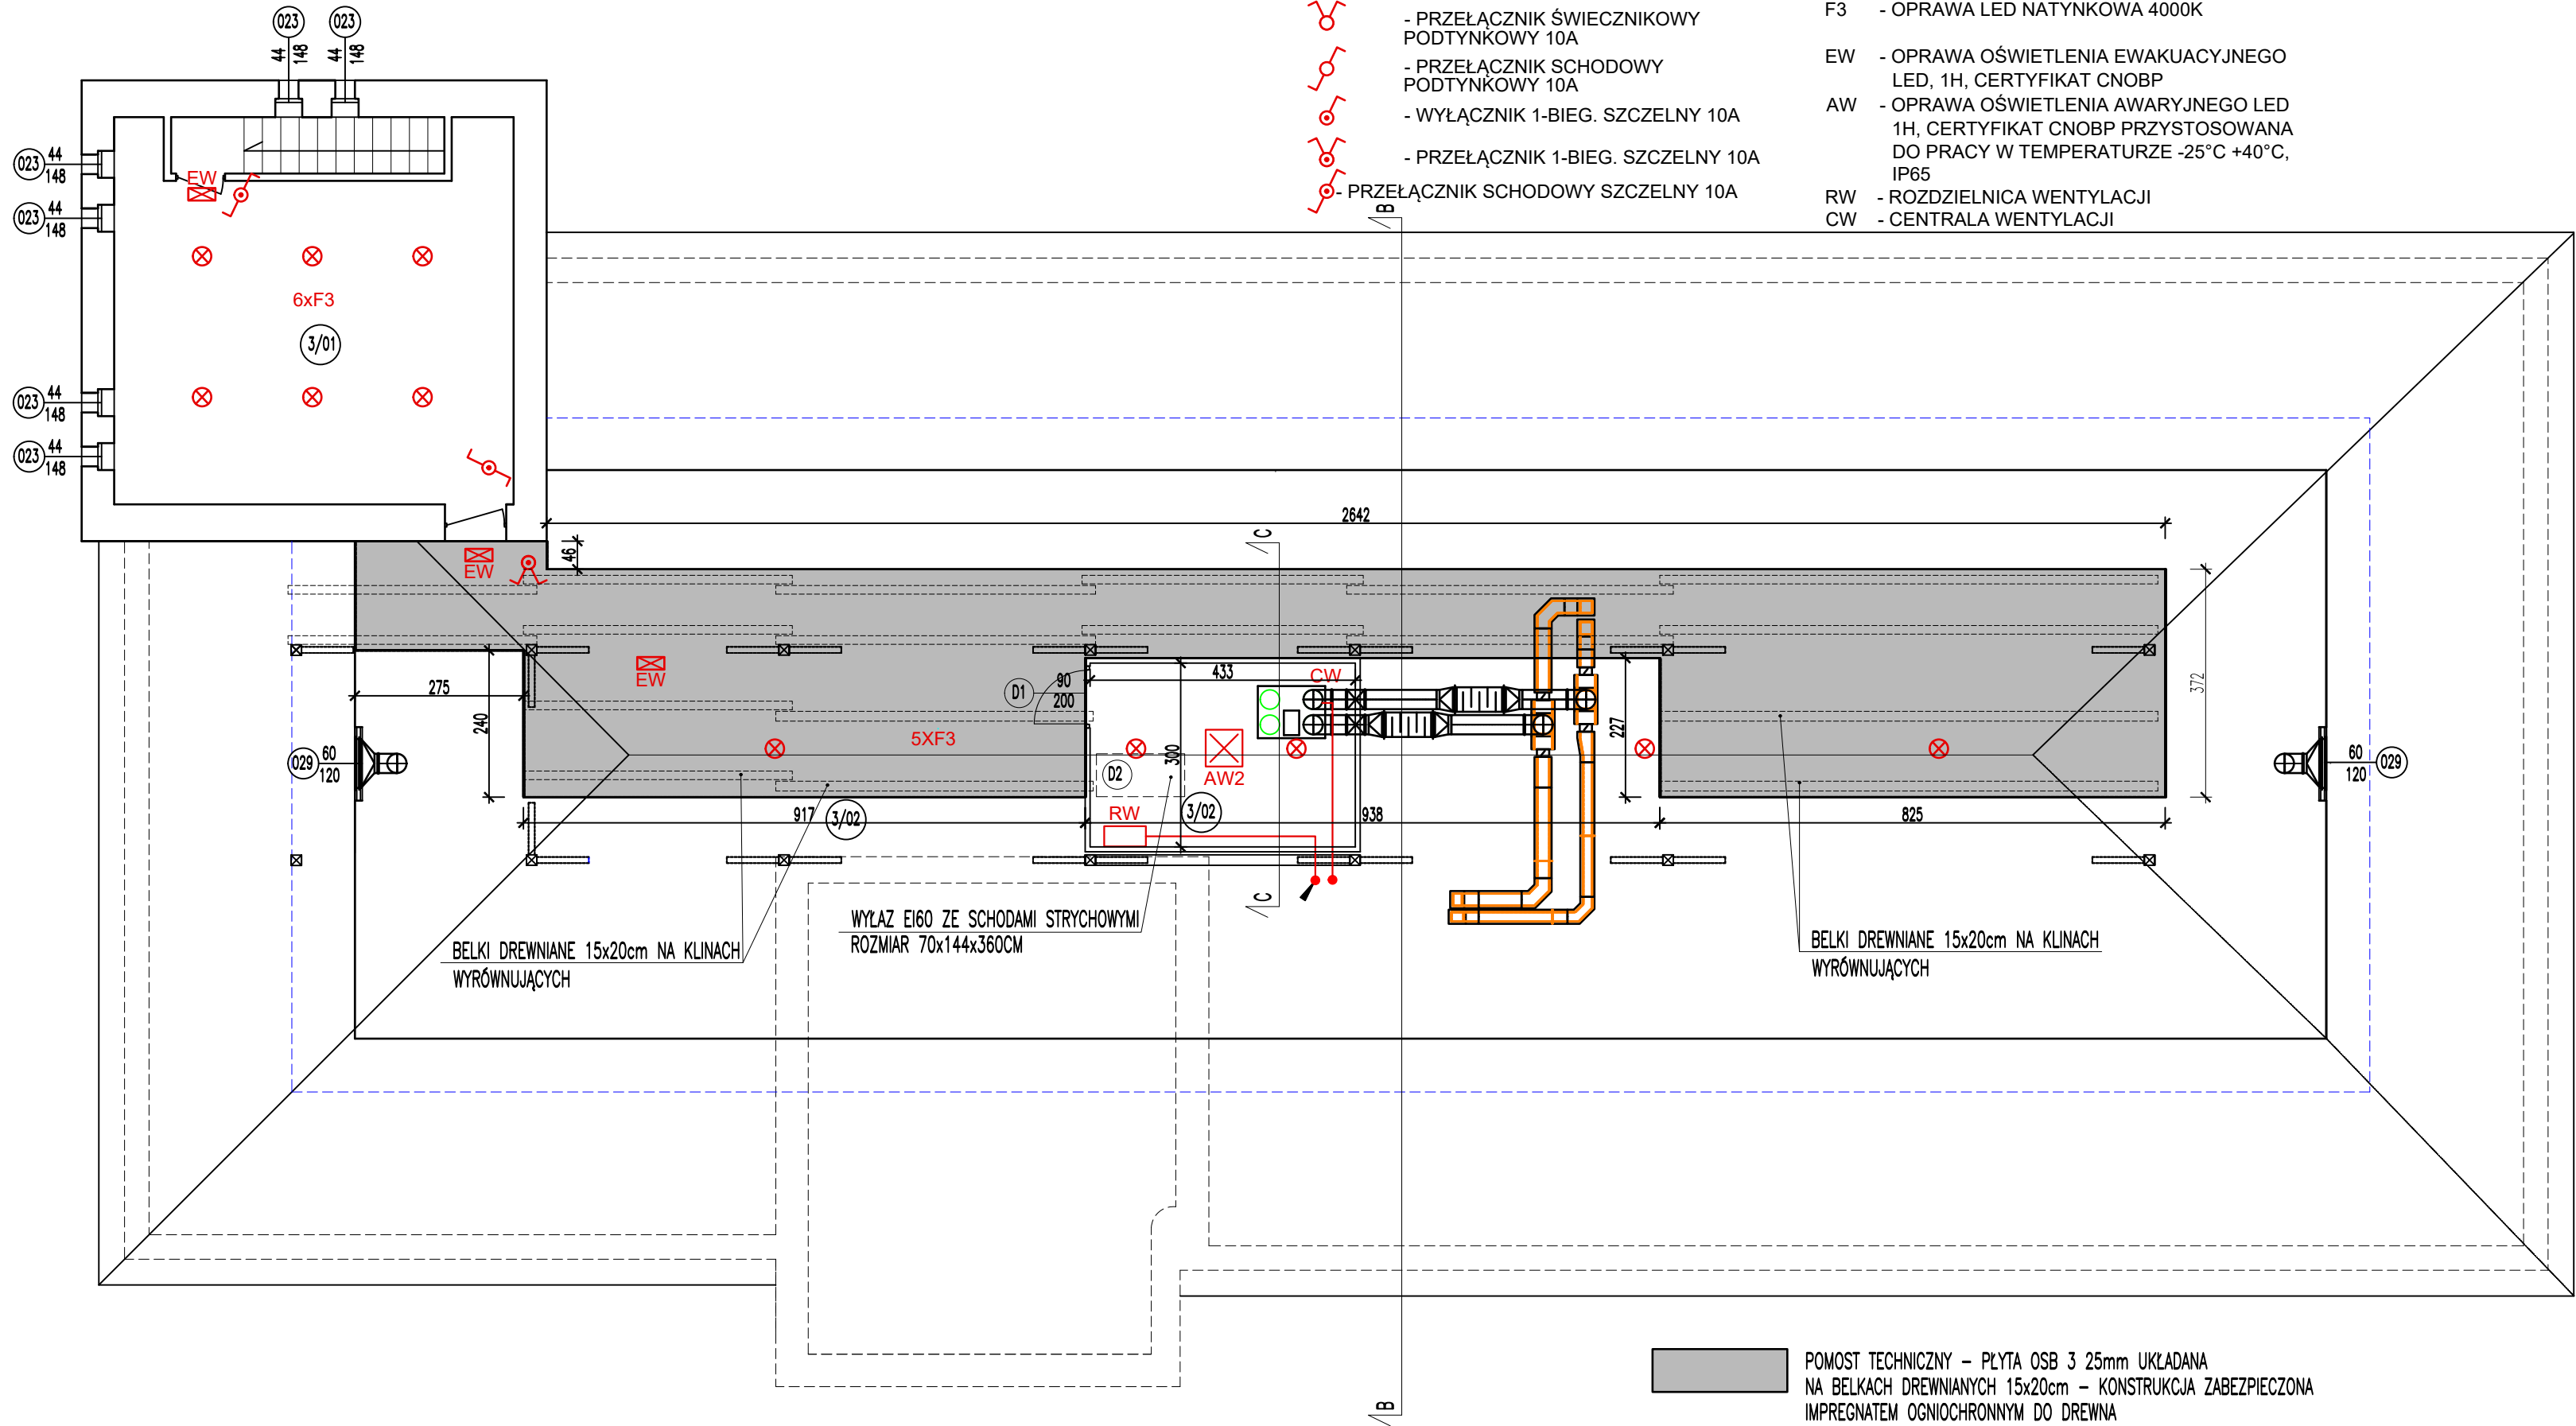 023
023
44
148
44
148
- PRZEŁĄCZNIK ŚWIECZNIKOWY
PODTYNKOWY 10A
- PRZEŁĄCZNIK SCHODOWY
PODTYNKOWY 10A
- WYŁĄCZNIK 1-BIEG. SZCZELNY 10A
- PRZEŁĄCZNIK 1-BIEG. SZCZELNY 10A
- PRZEŁĄCZNIK SCHODOWY SZCZELNY 10A
F3 - OPRAWA LED NATYNKOWA 4000K
EW - OPRAWA OŚWIETLENIA EWAKUACYJNEGO
LED, 1H, CERTYFIKAT CNOBP
AW - OPRAWA OŚWIETLENIA AWARYJNEGO LED
1H, CERTYFIKAT CNOBP PRZYSTOSOWANA
DO PRACY W TEMPERATURZE -25°C +40°C,
IP65
RW - ROZDZIELNICA WENTYLACJI
CW - CENTRALA WENTYLACJI
023 44
148
023 44
148
EW
6xF3
3/01
023 44
148
023 44
148
B
2642
C
46
EW
EW
275
240
372
433
CW
D1
90
200
227
5XF3
300
AW2
D2
029 60
120
60
120 029
RW
917
3/02
3/02
938
825
C
WYŁAZ EI60 ZE SCHODAMI STRYCHOWYMI
ROZMIAR 70x144x360CM
BELKI DREWNIANE 15x20cm NA KLINACH
WYRÓWNUJĄCYCH
BELKI DREWNIANE 15x20cm NA KLINACH
WYRÓWNUJĄCYCH
B
POMOST TECHNICZNY – PŁYTA OSB 3 25mm UKŁADANA
NA BELKACH DREWNIANYCH 15x20cm – KONSTRUKCJA ZABEZPIECZONA
IMPREGNATEM OGNIOCHRONNYM DO DREWNA